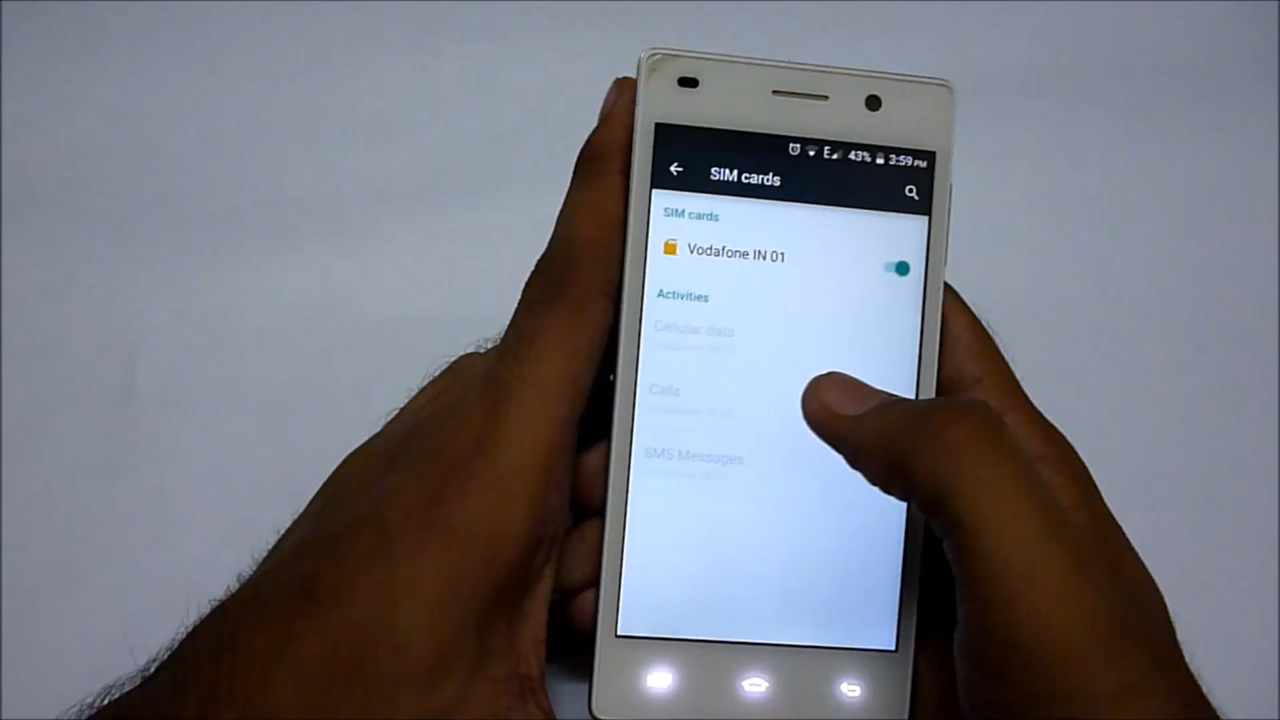 E 43% 3:59 PM
SIM cards
SIM cards
Vodafone IN 01
Activities
Cellular data
Calls
SMS Messages